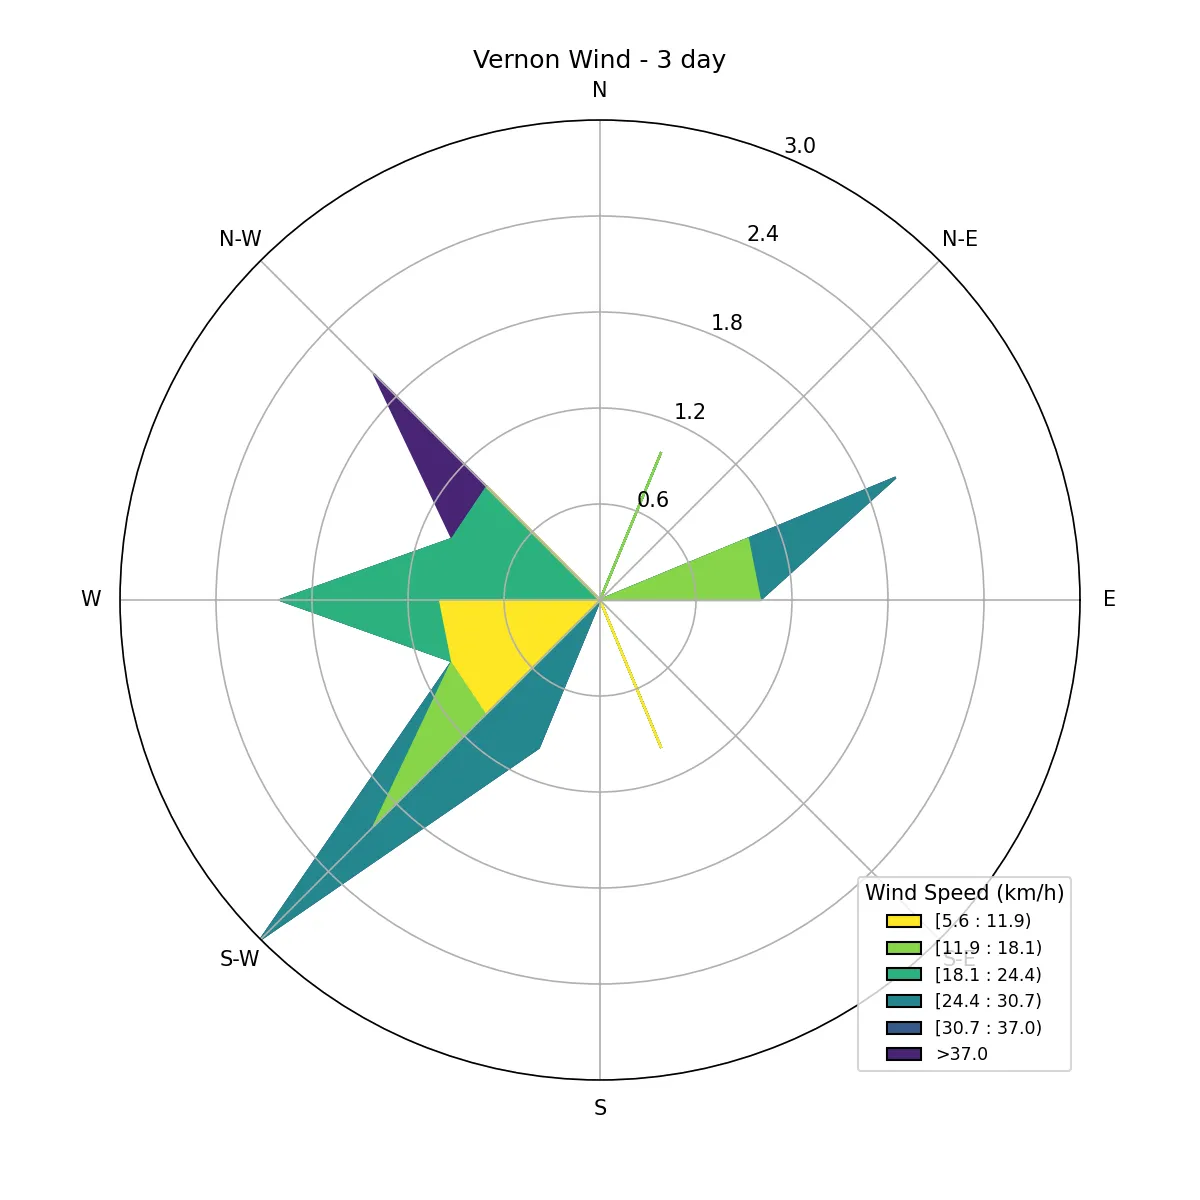 Vernon Wind - 3 day
N
3.0
N-W
N-E
2.4
1.8
1.2
0.6
W
E
S-W
S-E
S
Wind Speed (km/h)
[5.6 : 11.9)
[11.9 : 18.1)
[18.1 : 24.4)
[24.4 : 30.7)
[30.7 : 37.0)
>37.0